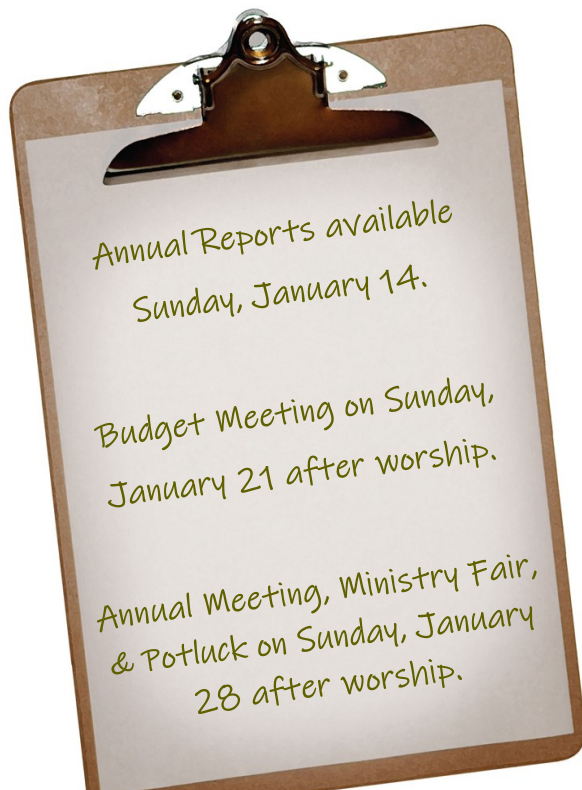 Annual Reports available
Sunday, January 14.
Budget Meeting on Sunday,
January 21 after worship.
Annual Meeting, Ministry Fair,
& Potluck on Sunday, January
28 after worship.